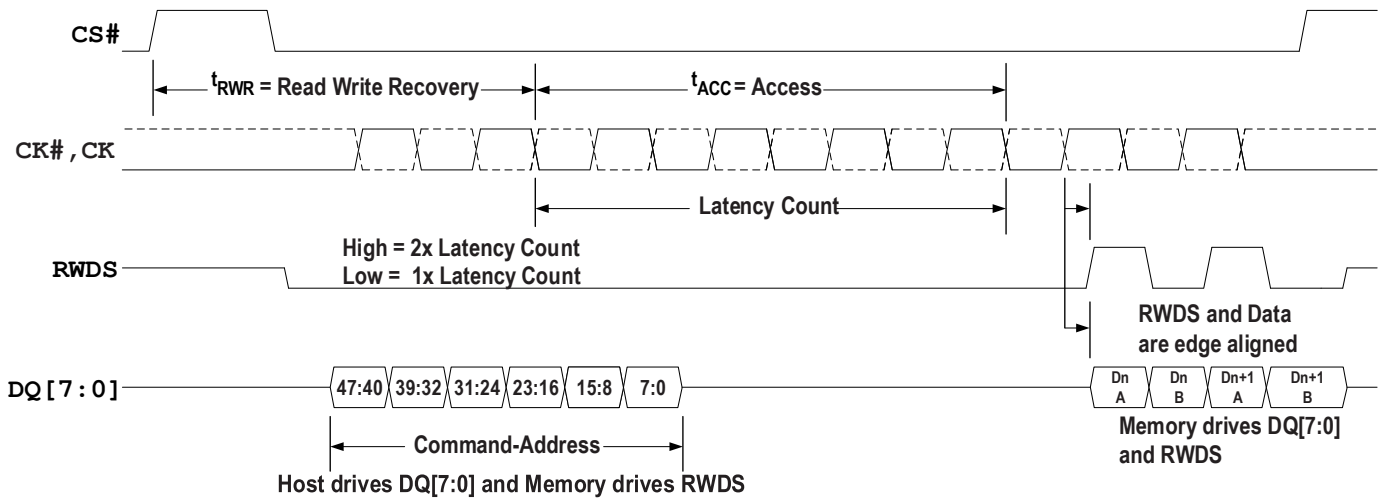 CS#
tRWR = Read Write Recovery
tACC = Access
CK#, CK
Latency Count
High = 2x Latency Count
Low = 1x Latency Count
RWDS
RWDS and Data
are edge aligned
DQ[7:0]
47:40 39:32 31:24 23:16 15:8 7:0
Dn Dn Dn+1 Dn+1
A B A B
Command-Address
Memory drives DQ[7:0]
and RWDS
Host drives DQ[7:0] and Memory drives RWDS